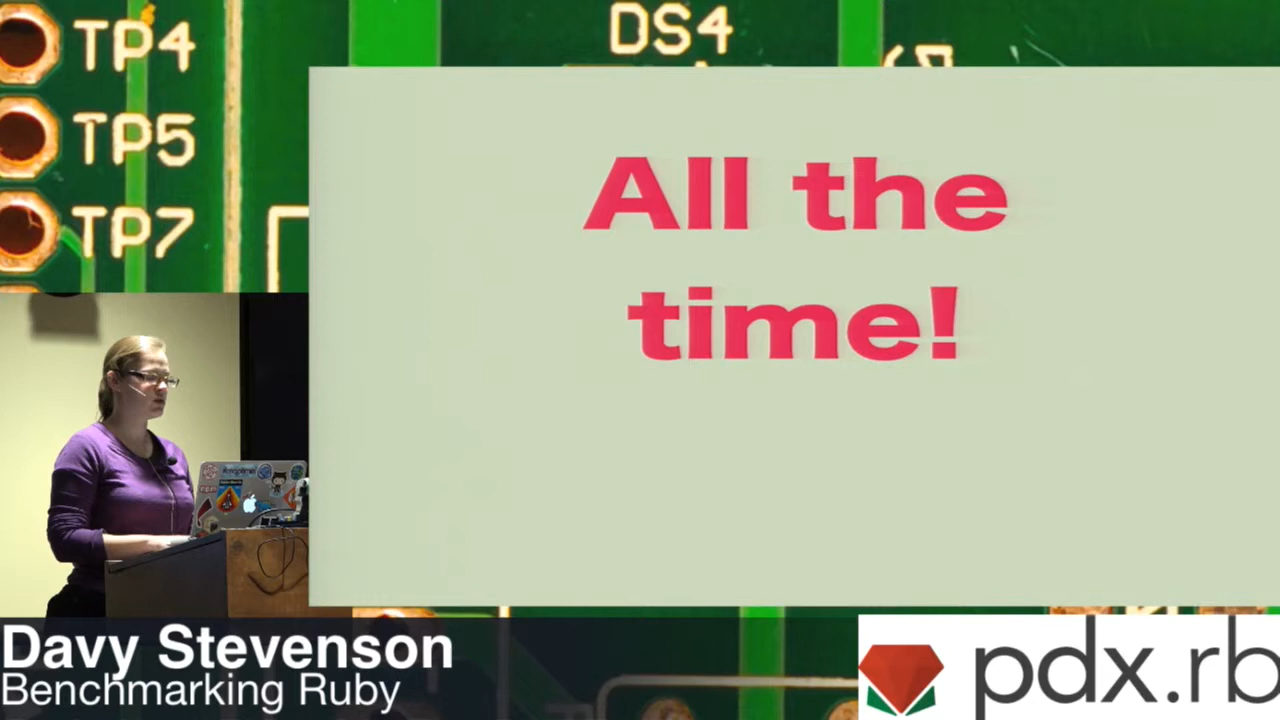 TP4
DS4
TP5
TP7
All the
time!
Davy Stevenson
Benchmarking Ruby
pdx.rb